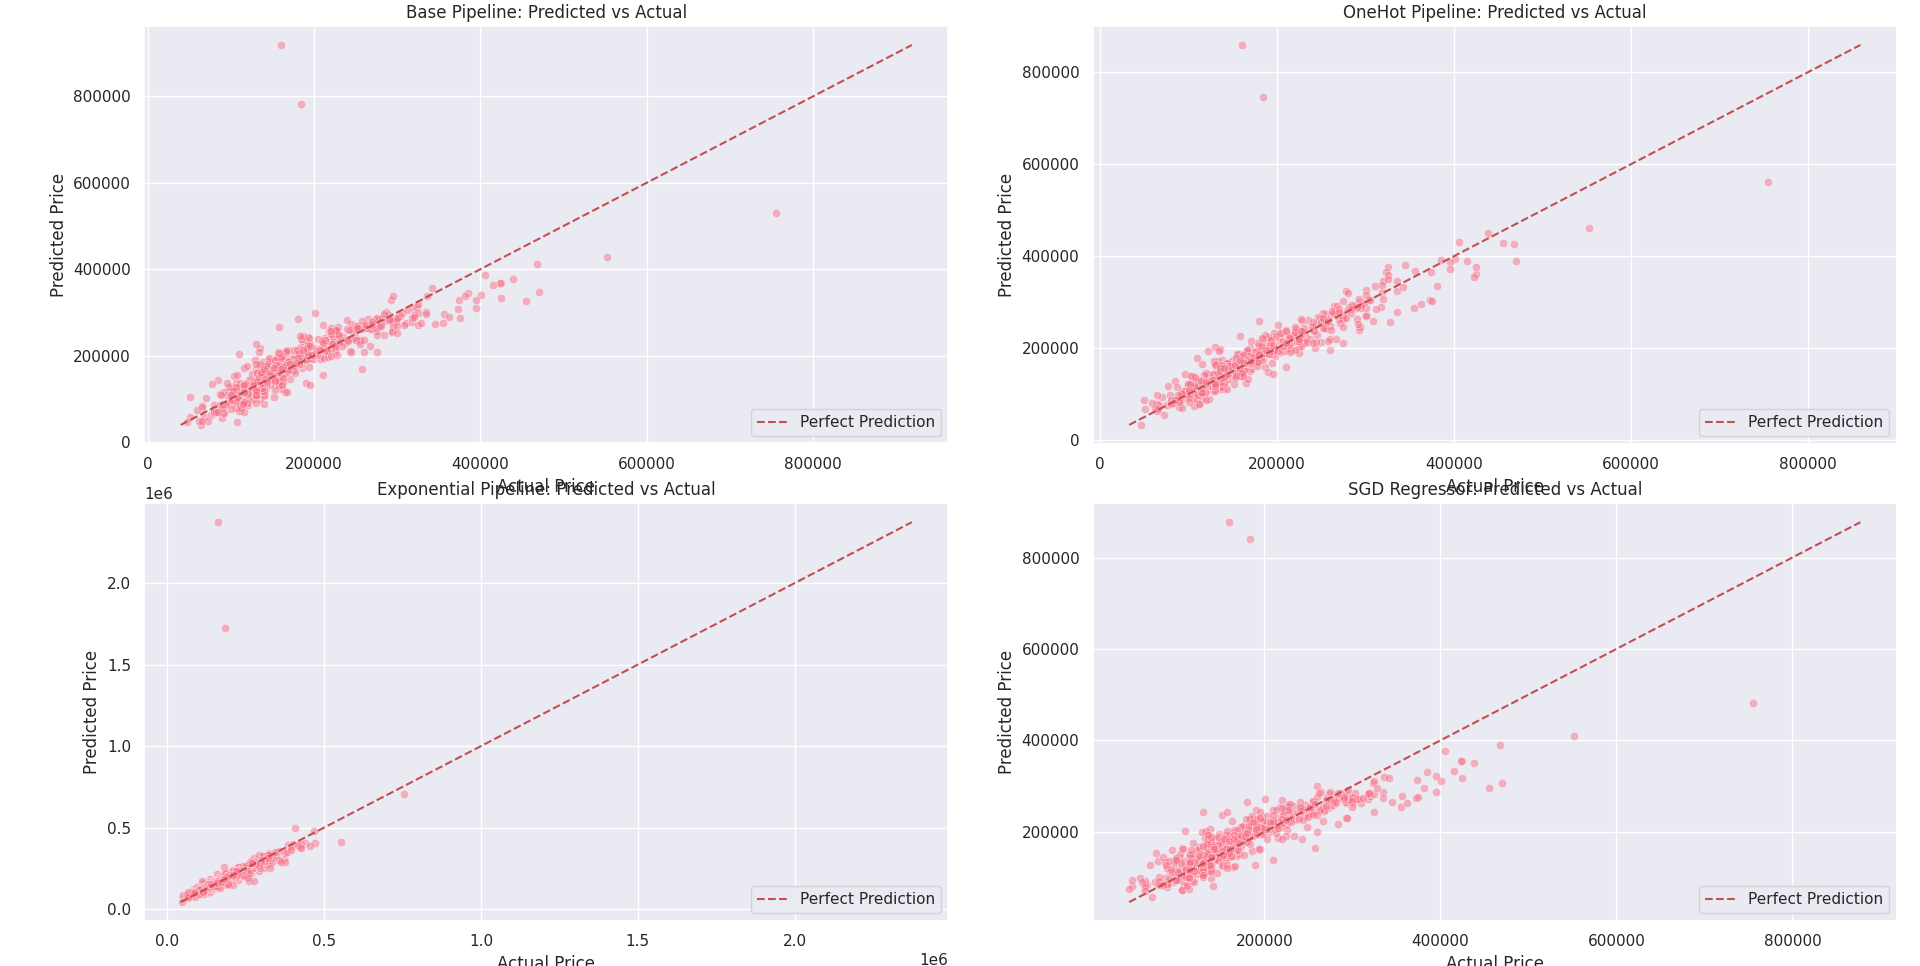 Base Pipeline: Predicted vs Actual
Predicted Price
800000
600000
400000
200000
0
0 200000 400000 600000 800000
Actual Price
Perfect Prediction
OneHot Pipeline: Predicted vs Actual
Predicted Price
800000
600000
400000
200000
0
0 200000 400000 600000 800000
Actual Price
Perfect Prediction
Exponential Pipeline: Predicted vs Actual
1e6
Predicted Price
2.0
1.5
1.0
0.5
0.0
0.0 0.5 1.0 1.5 2.0
Actual Price
1e6
Perfect Prediction
SGD Regressor: Predicted vs Actual
Predicted Price
800000
600000
400000
200000
200000 400000 600000 800000
Actual Price
Perfect Prediction